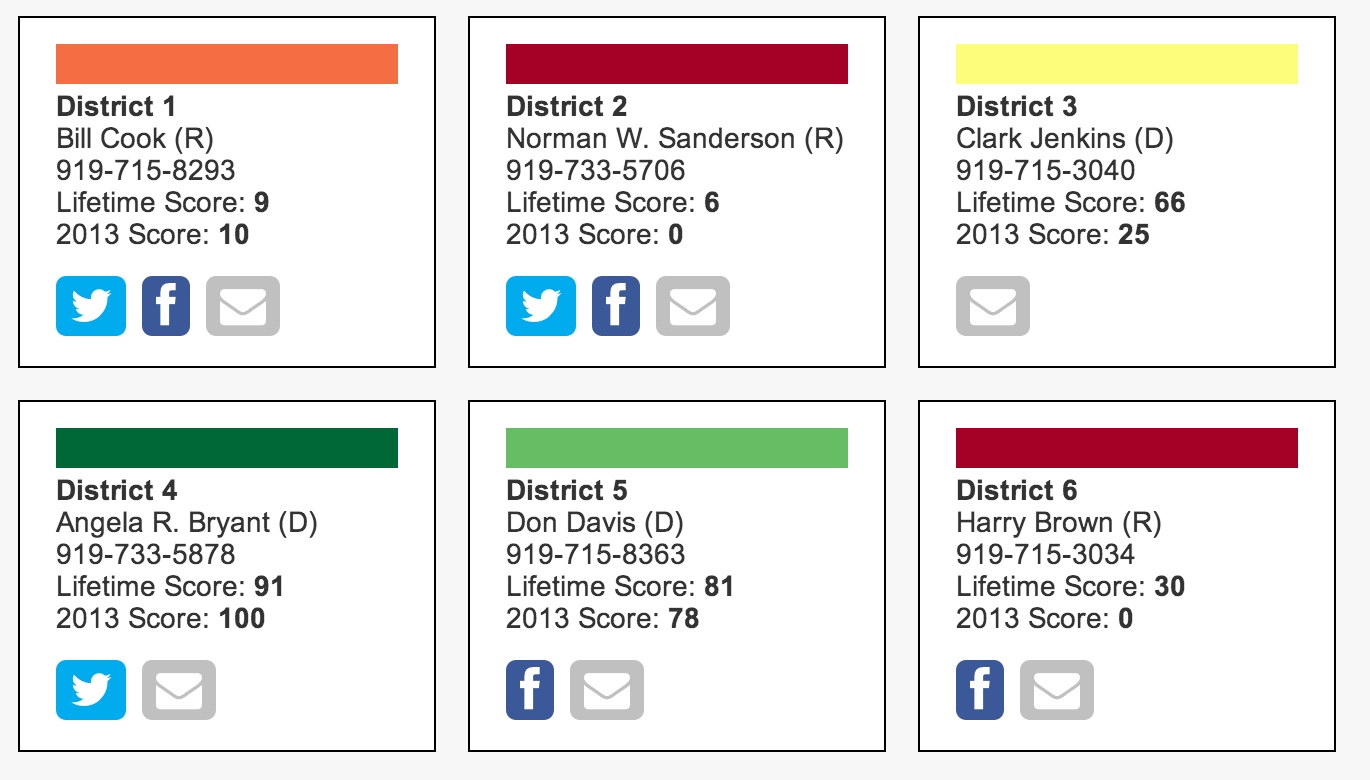 District 1
Bill Cook (R)
919-715-8293
Lifetime Score: 9
2013 Score: 10
District 2
Norman W. Sanderson (R)
919-733-5706
Lifetime Score: 6
2013 Score: 0
District 3
Clark Jenkins (D)
919-715-3040
Lifetime Score: 66
2013 Score: 25
District 4
Angela R. Bryant (D)
919-733-5878
Lifetime Score: 91
2013 Score: 100
District 5
Don Davis (D)
919-715-8363
Lifetime Score: 81
2013 Score: 78
District 6
Harry Brown (R)
919-715-3034
Lifetime Score: 30
2013 Score: 0